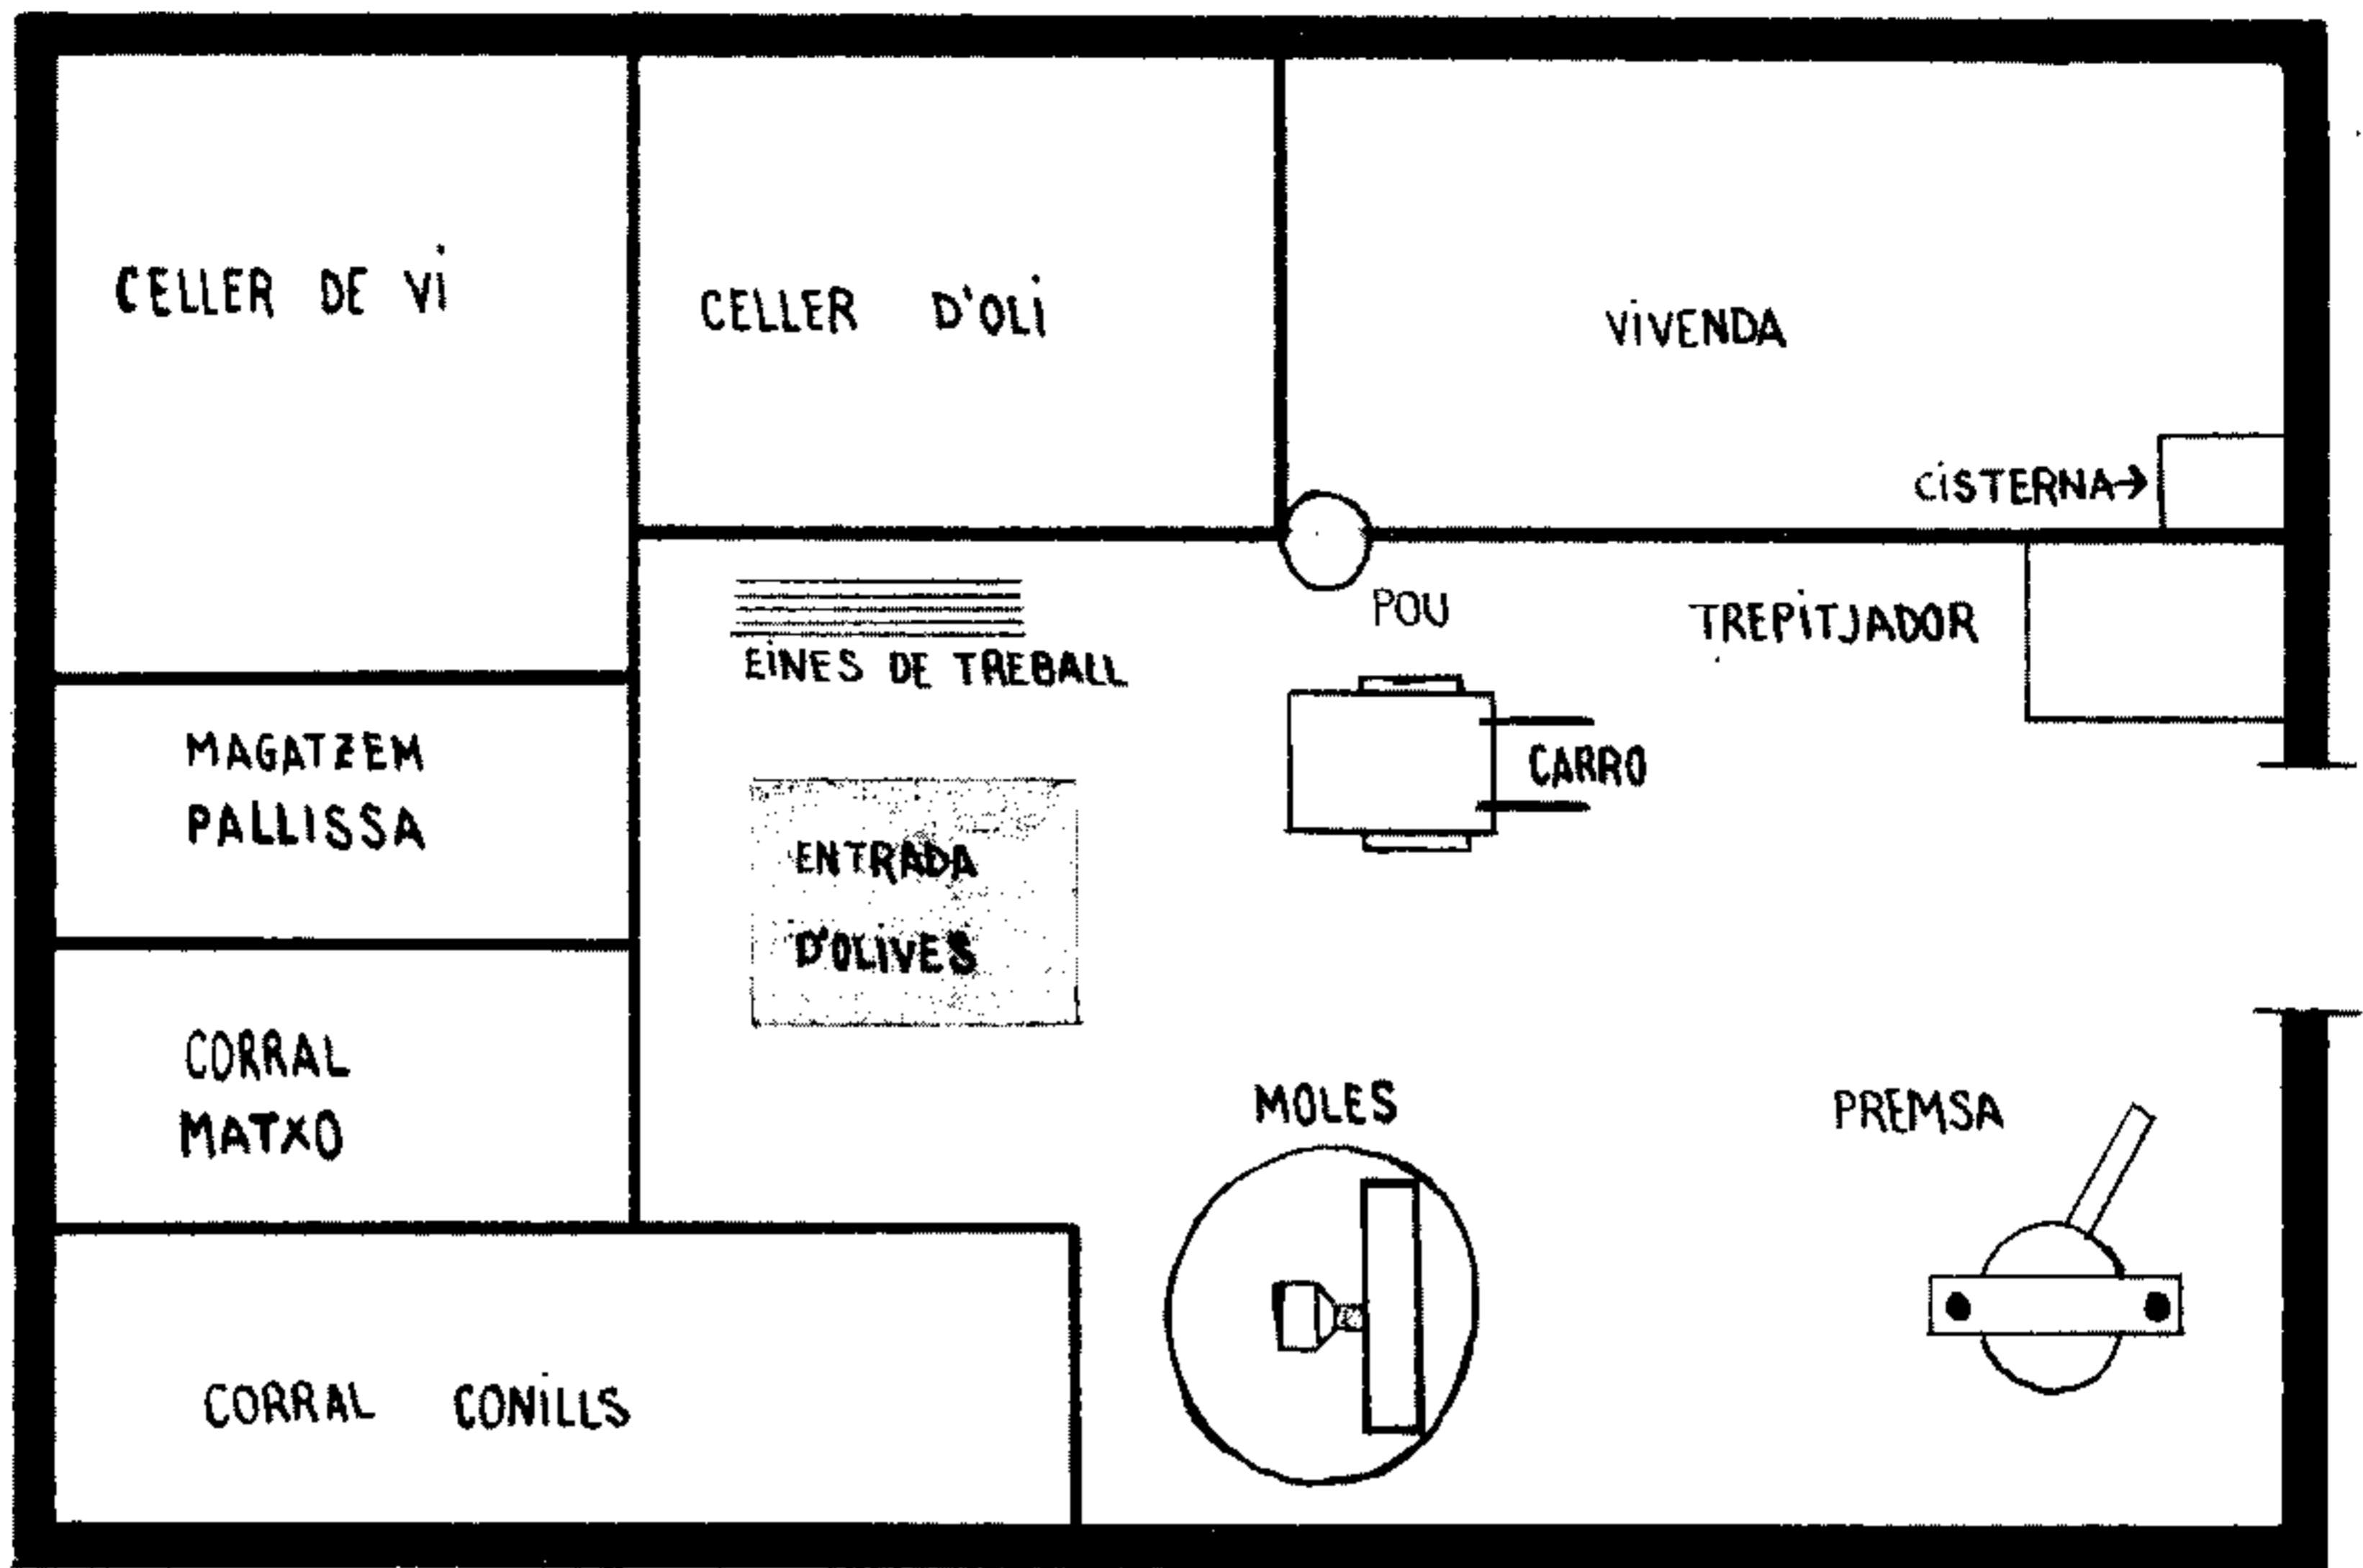 CELLER DE Vi
CELLER D'OLi
ViVENDA
CiSTERNA→
POU
TREPiTJADOR
EiNES DE TREBALL
MAGATZEM
PALLISSA
CARRO
ENTRADA
D'OLiVES
CORRAL
MATXO
MOLES
PREMSA
CORRAL CONiLLS